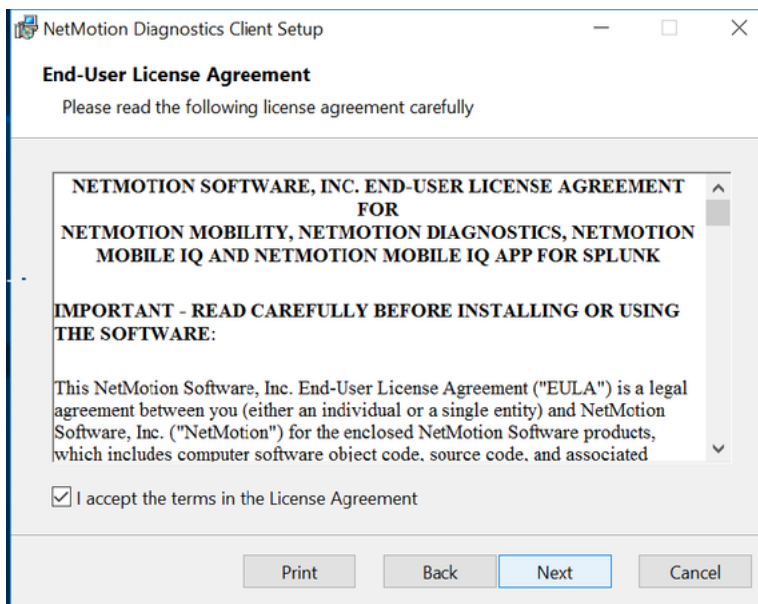 NetMotion Diagnostics Client Setup
End-User License Agreement
Please read the following license agreement carefully
NETMOTION SOFTWARE, INC. END-USER LICENSE AGREEMENT
FOR
NETMOTION MOBILITY, NETMOTION DIAGNOSTICS, NETMOTION
MOBILE IQ AND NETMOTION MOBILE IQ APP FOR SPLUNK
IMPORTANT - READ CAREFULLY BEFORE INSTALLING OR USING
THE SOFTWARE:
This NetMotion Software, Inc. End-User License Agreement ("EULA") is a legal
agreement between you (either an individual or a single entity) and NetMotion
Software, Inc. ("NetMotion") for the enclosed NetMotion Software products,
which includes computer software object code, source code, and associated
I accept the terms in the License Agreement
Print Back Next Cancel